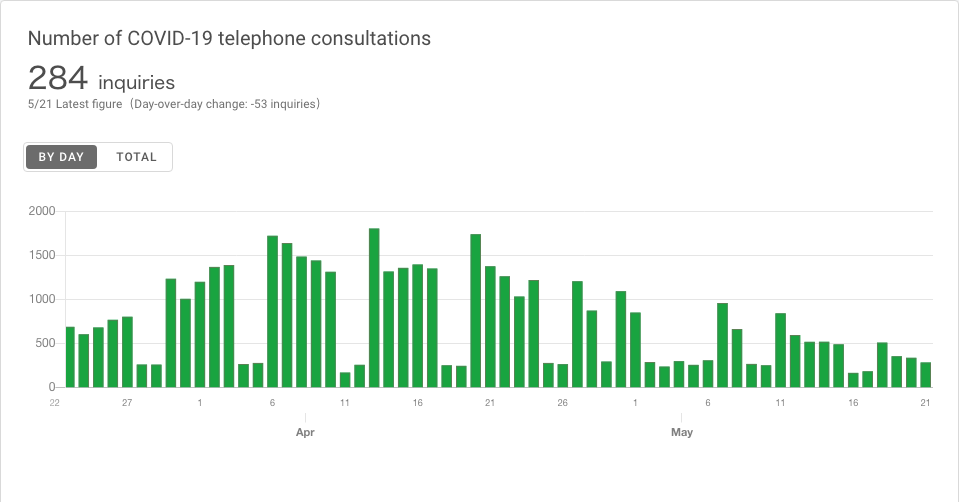 Number of COVID-19 telephone consultations
284 inquiries
5/21 Latest figure（Day-over-day change: -53 inquiries）
BY DAY TOTAL
2000
1500
1000
500
0
22 27 1 6 11 16 21 26 1 6 11 16 21
Apr May